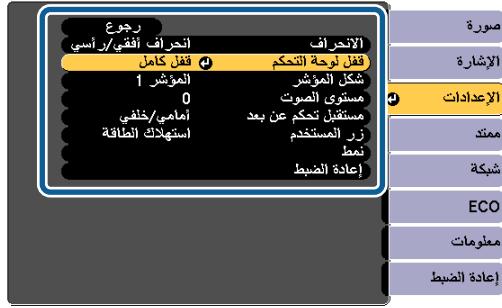 صورة
الإشارة
الإعدادات
ممتد
شبكة
ECO
معلومات
إعادة الضبط
رجوع
الانحراف انحراف أفقي/رأسي
قفل لوحة التحكم قفل كامل
شكل المؤشر المؤشر 1
مستوى الصوت 0
مستقبل تحكم عن بعد أمامي/خلفي
زر المستخدم استهلاك الطاقة
نمط
إعادة الضبط